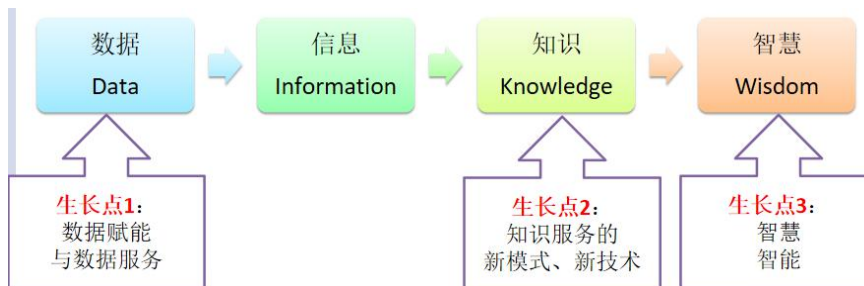 数据
Data
信息
Information
知识
Knowledge
智慧
Wisdom
生长点1：
数据赋能
与数据服务
生长点2：
知识服务的
新模式、新技术
生长点3：
智慧
智能